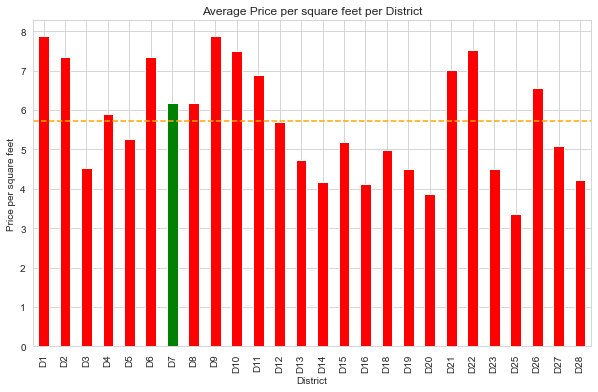 Average Price per square feet per District
Price per square feet
8
7
6
5
4
3
2
1
0
D1 D2 D3 D4 D5 D6 D7 D8 D9 D10 D11 D12 D13 D14 D15 D16 D18 D19 D20 D21 D22 D23 D25 D26 D27 D28
District